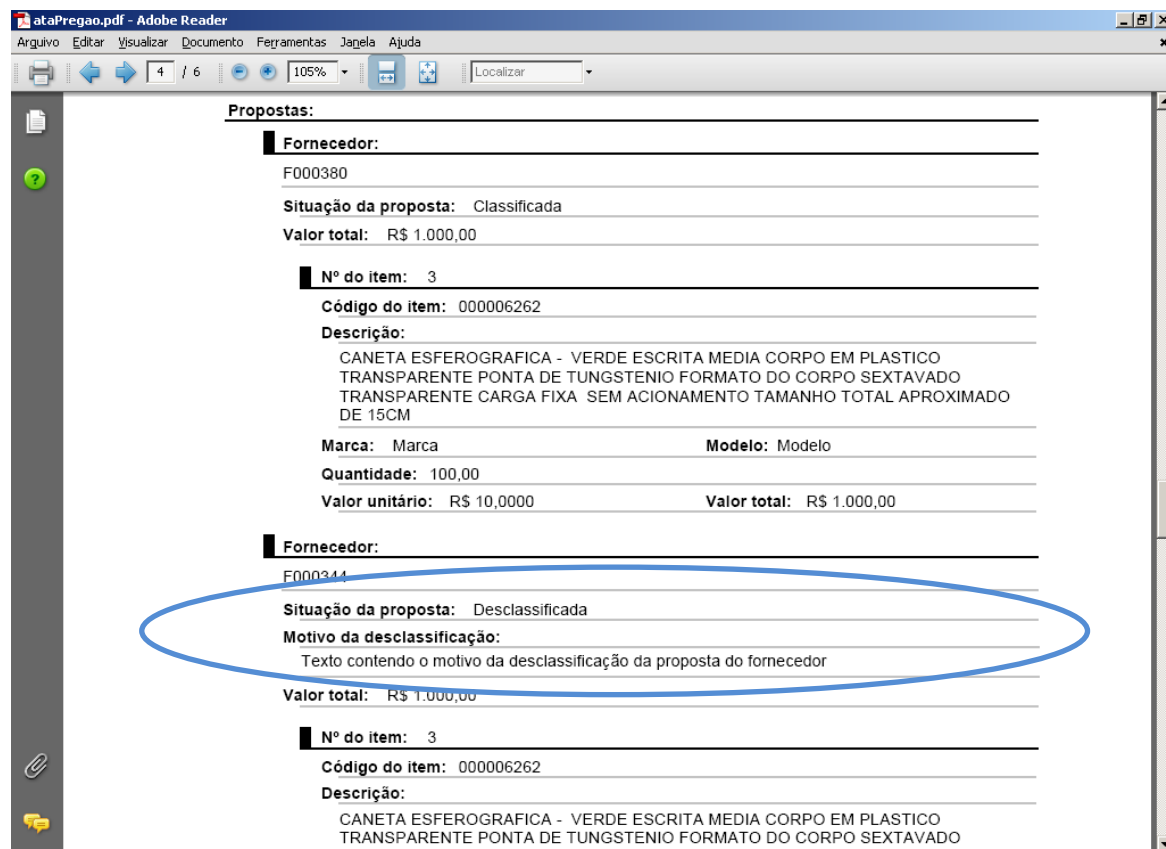 ataPregao.pdf - Adobe Reader
Arquivo Editar Visualizar Documento Ferramentas Janela Ajuda
4 / 6 105% Localizar
Propostas:
Fornecedor:
F000380
Situação da proposta: Classificada
Valor total: R$ 1.000,00
Nº do item: 3
Código do item: 000006262
Descrição:
CANETA ESFEROGRAFICA - VERDE ESCRITA MEDIA CORPO EM PLASTICO
TRANSPARENTE PONTA DE TUNGSTENIO FORMATO DO CORPO SEXTAVADO
TRANSPARENTE CARGA FIXA SEM ACIONAMENTO TAMANHO TOTAL APROXIMADO
DE 15CM
Marca: Marca Modelo: Modelo
Quantidade: 100,00
Valor unitário: R$ 10,0000 Valor total: R$ 1.000,00
Fornecedor:
F000344
Situação da proposta: Desclassificada
Motivo da desclassificação:
Texto contendo o motivo da desclassificação da proposta do fornecedor
Valor total: R$ 1.000,00
Nº do item: 3
Código do item: 000006262
Descrição:
CANETA ESFEROGRAFICA - VERDE ESCRITA MEDIA CORPO EM PLASTICO
TRANSPARENTE PONTA DE TUNGSTENIO FORMATO DO CORPO SEXTAVADO